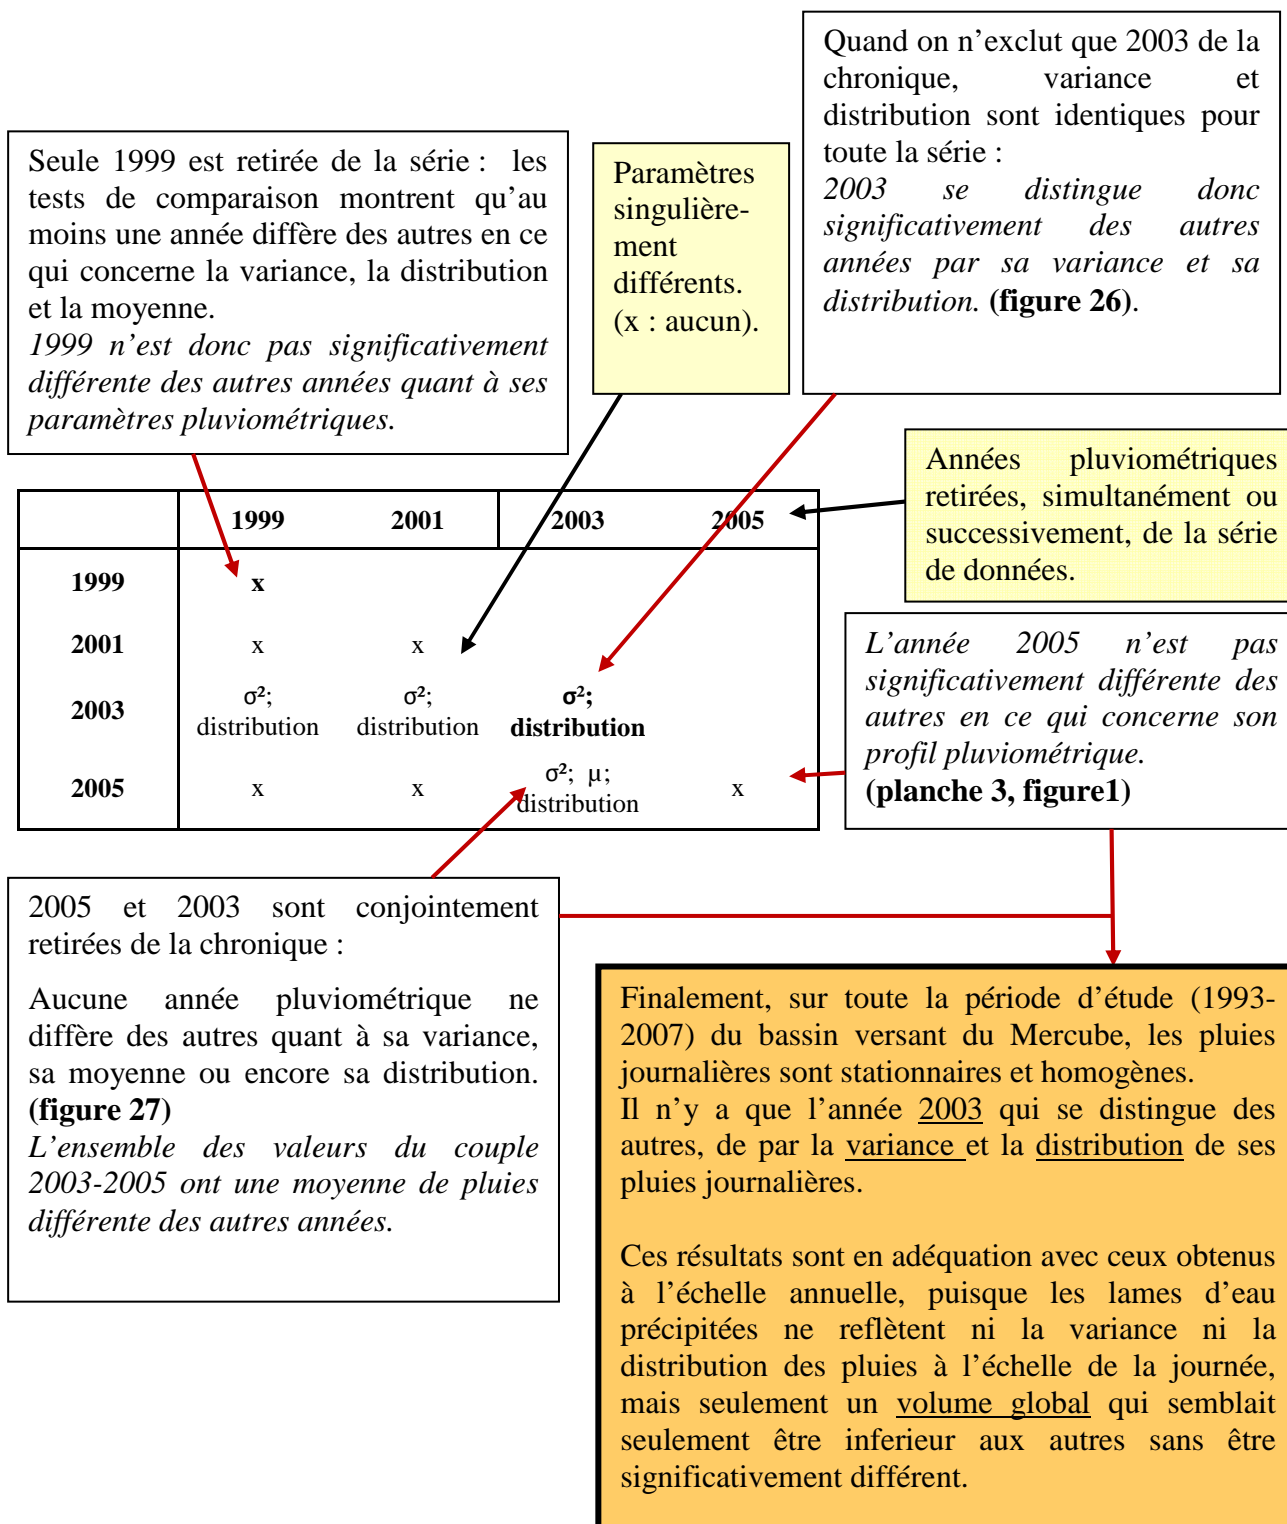 Quand on n'exclut que 2003 de la
chronique, variance et
distribution sont identiques pour
toute la série :
2003 se distingue donc
significativement des autres
années par sa variance et sa
distribution. (figure 26).
Seule 1999 est retirée de la série : les
tests de comparaison montrent qu'au
moins une année diffère des autres en ce
qui concerne la variance, la distribution
et la moyenne.
1999 n'est donc pas significativement
différente des autres années quant à ses
paramètres pluviométriques.
Paramètres
singulière-
ment
différents.
(x : aucun).
Années pluviométriques
retirées, simultanément ou
successivement, de la série
de données.
1999 2001 2003 2005
1999 x
2001 x x
2003 σ²; distribution σ²; distribution σ²; distribution
2005 x x σ²; µ; distribution x
L'année 2005 n'est pas
significativement différente des
autres en ce qui concerne son
profil pluviométrique.
(planche 3, figure1)
2005 et 2003 sont conjointement
retirées de la chronique :
Aucune année pluviométrique ne
diffère des autres quant à sa variance,
sa moyenne ou encore sa distribution.
(figure 27)
L'ensemble des valeurs du couple
2003-2005 ont une moyenne de pluies
différente des autres années.
Finalement, sur toute la période d'étude (1993-
2007) du bassin versant du Mercube, les pluies
journalières sont stationnaires et homogènes.
Il n'y a que l'année 2003 qui se distingue des
autres, de par la variance et la distribution de ses
pluies journalières.
Ces résultats sont en adéquation avec ceux obtenus
à l'échelle annuelle, puisque les lames d'eau
précipitées ne reflètent ni la variance ni la
distribution des pluies à l'échelle de la journée,
mais seulement un volume global qui semblait
seulement être inferieur aux autres sans être
significativement différent.